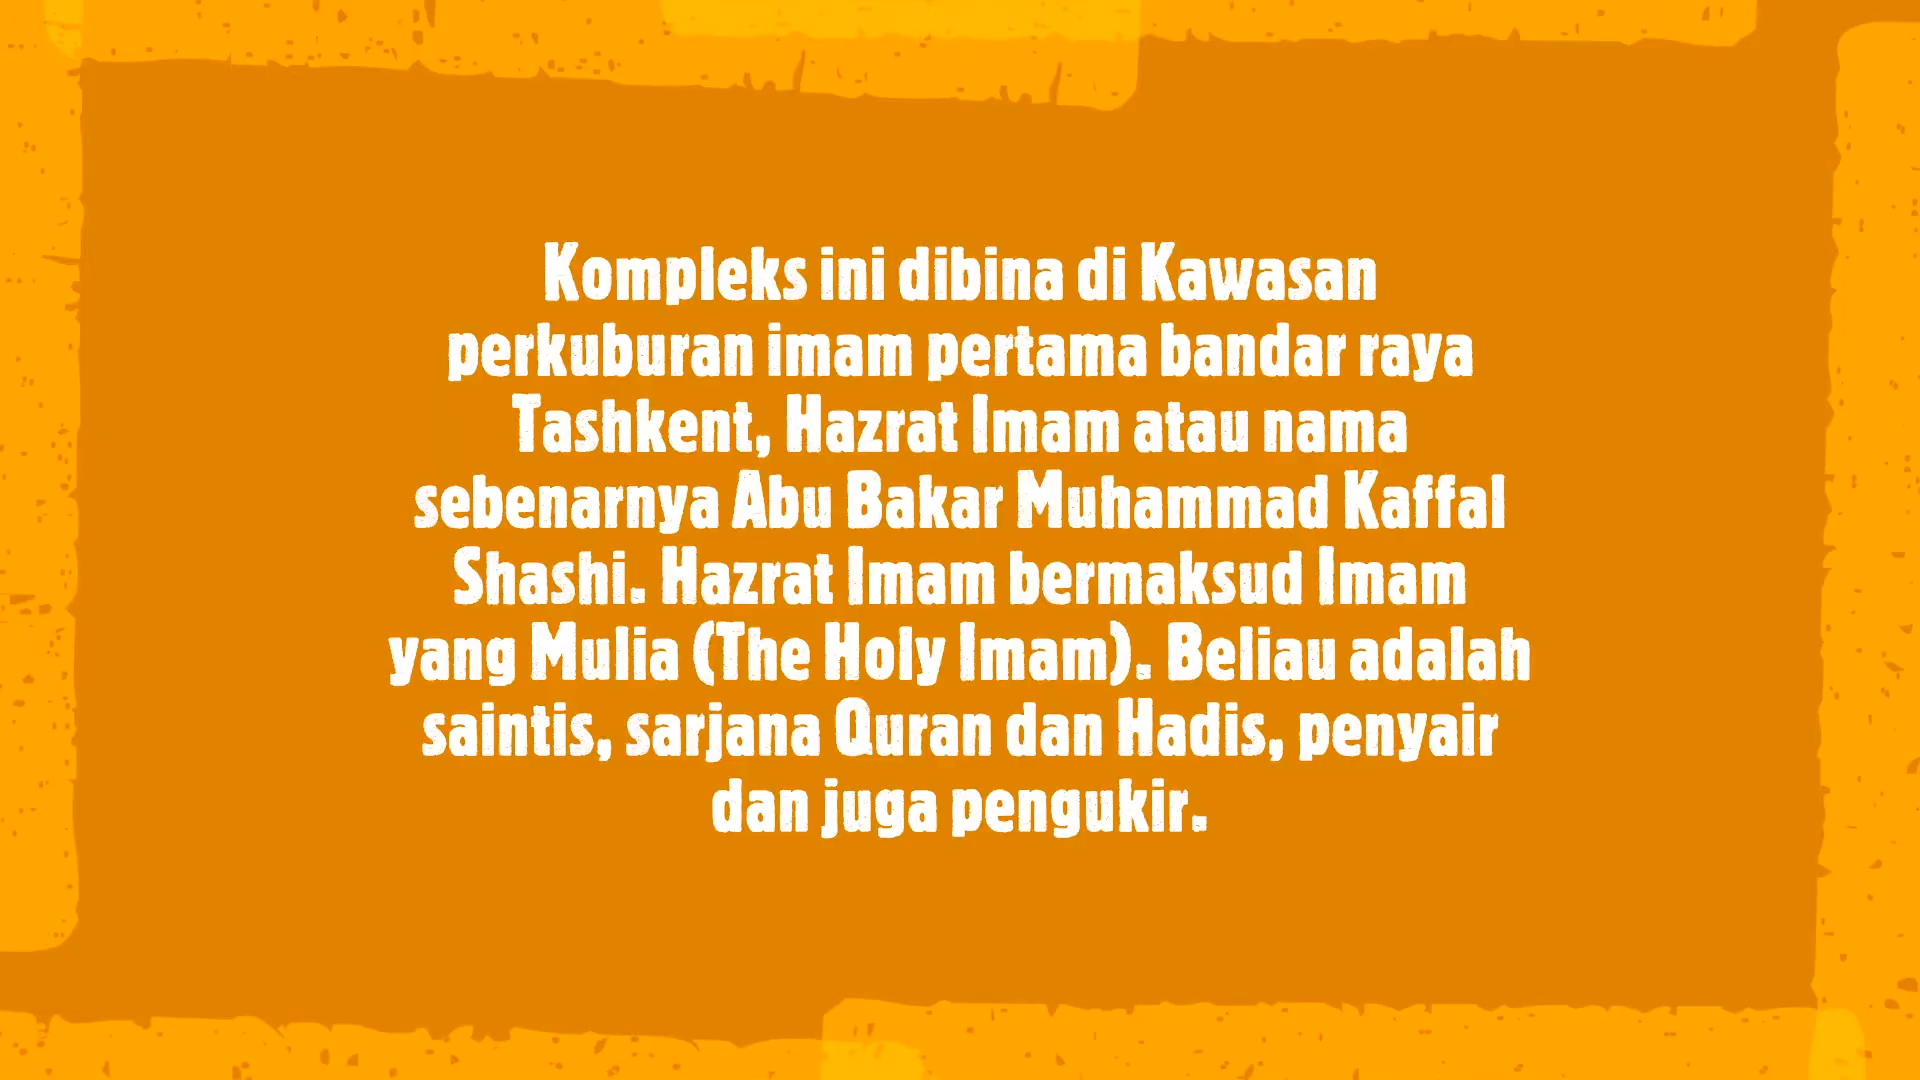 Kompleks ini dibina di Kawasan
perkuburan imam pertama bandar raya
Tashkent, Hazrat Imam atau nama
sebenarnya Abu Bakar Muhammad Kaffal
Shashi. Hazrat Imam bermaksud Imam
yang Mulia (The Holy Imam). Beliau adalah
saintis, sarjana Quran dan Hadis, penyair
dan juga pengukir.